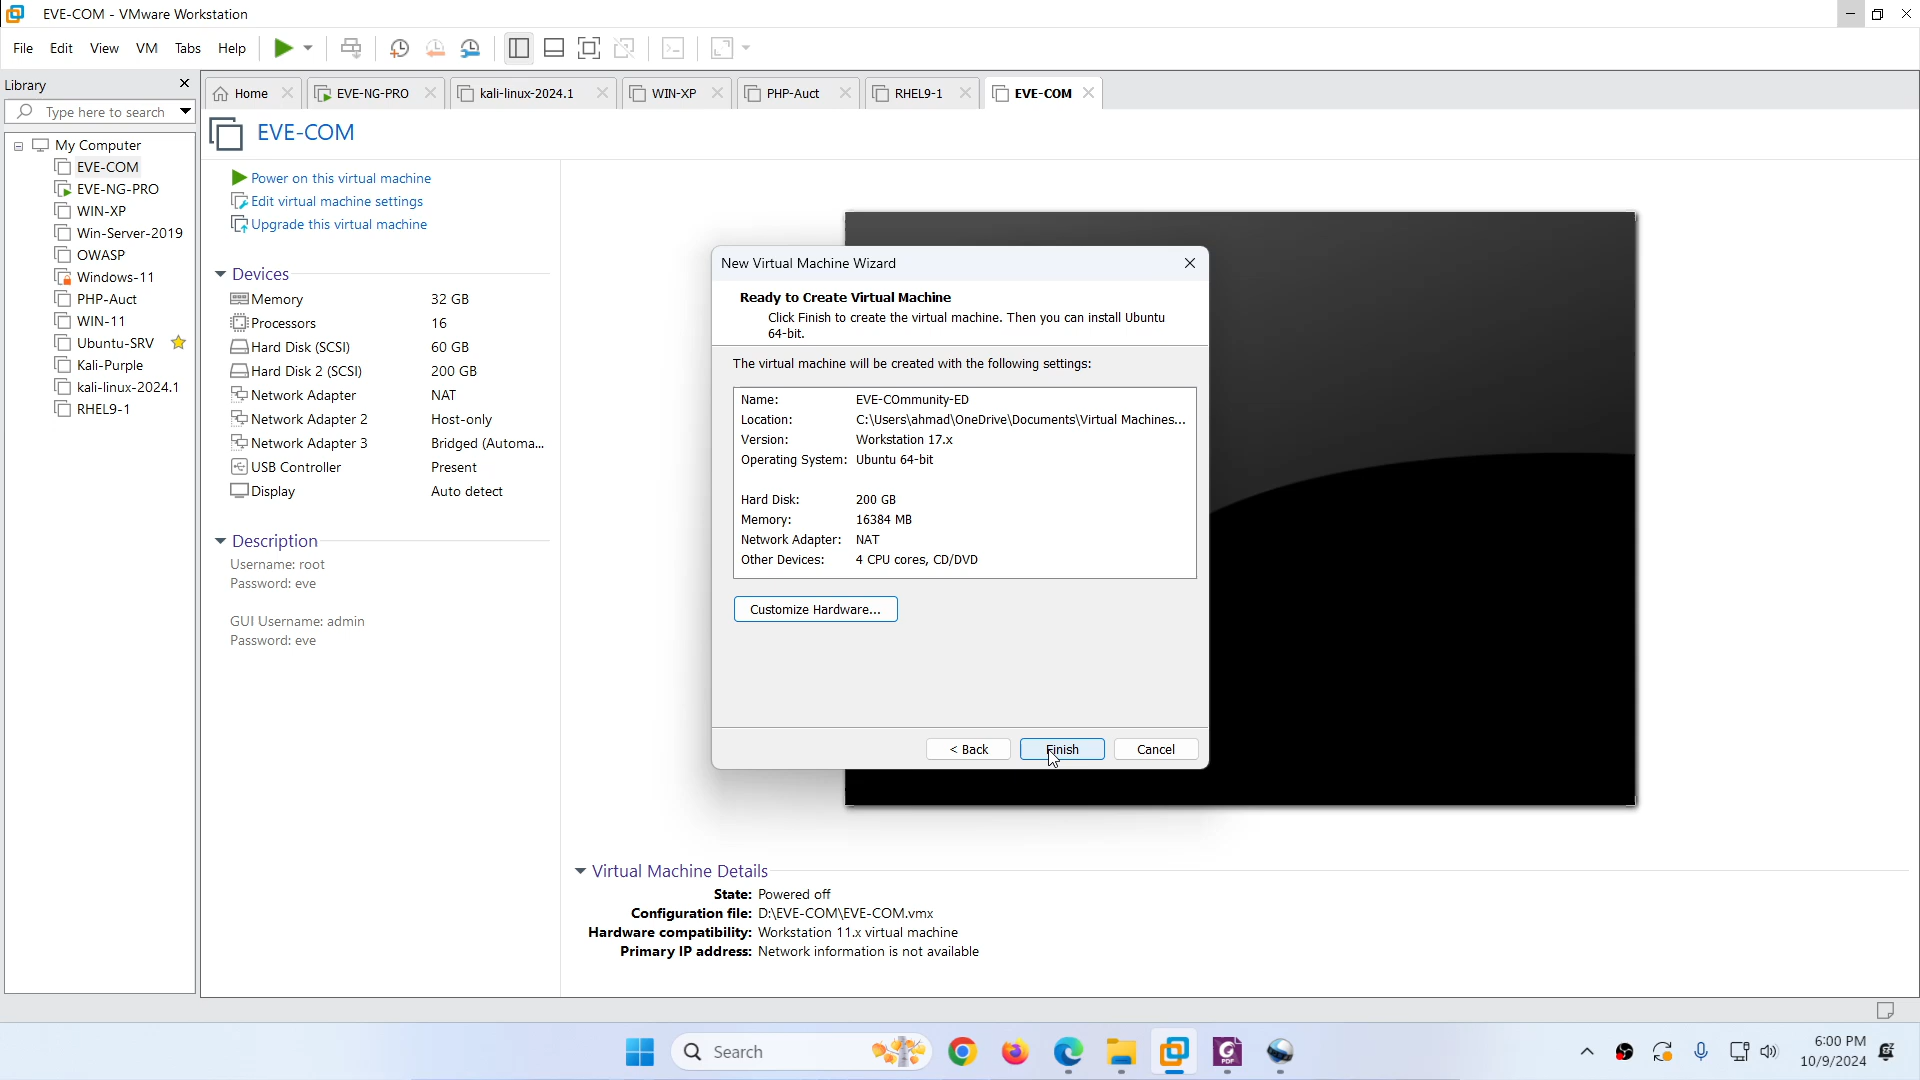 EVE-COM - VMware Workstation
File Edit View VM Tabs Help
Library
Type here to search
My Computer
EVE-COM
EVE-NG-PRO
WIN-XP
Win-Server-2019
OWASP
Windows-11
PHP-Auct
WIN-11
Ubuntu-SRV
Kali-Purple
kali-linux-2024.1
RHEL9-1
Home EVE-NG-PRO kali-linux-2024.1 WIN-XP PHP-Auct RHEL9-1 EVE-COM
EVE-COM
Power on this virtual machine
Edit virtual machine settings
Upgrade this virtual machine
Devices
Memory 32 GB
Processors 16
Hard Disk (SCSI) 60 GB
Hard Disk 2 (SCSI) 200 GB
Network Adapter NAT
Network Adapter 2 Host-only
Network Adapter 3 Bridged (Automa...
USB Controller Present
Display Auto detect
Description
Username: root
Password: eve
GUI Username: admin
Password: eve
New Virtual Machine Wizard
Ready to Create Virtual Machine
Click Finish to create the virtual machine. Then you can install Ubuntu
64-bit.
The virtual machine will be created with the following settings:
Name: EVE-COmmunity-ED
Location: C:\Users\ahmad\OneDrive\Documents\Virtual Machines...
Version: Workstation 17.x
Operating System: Ubuntu 64-bit
Hard Disk: 200 GB
Memory: 16384 MB
Network Adapter: NAT
Other Devices: 4 CPU cores, CD/DVD
Customize Hardware...
< Back Finish Cancel
Virtual Machine Details
State: Powered off
Configuration file: D:\EVE-COM\EVE-COM.vmx
Hardware compatibility: Workstation 11.x virtual machine
Primary IP address: Network information is not available
Search
PDF
6:00 PM
10/9/2024